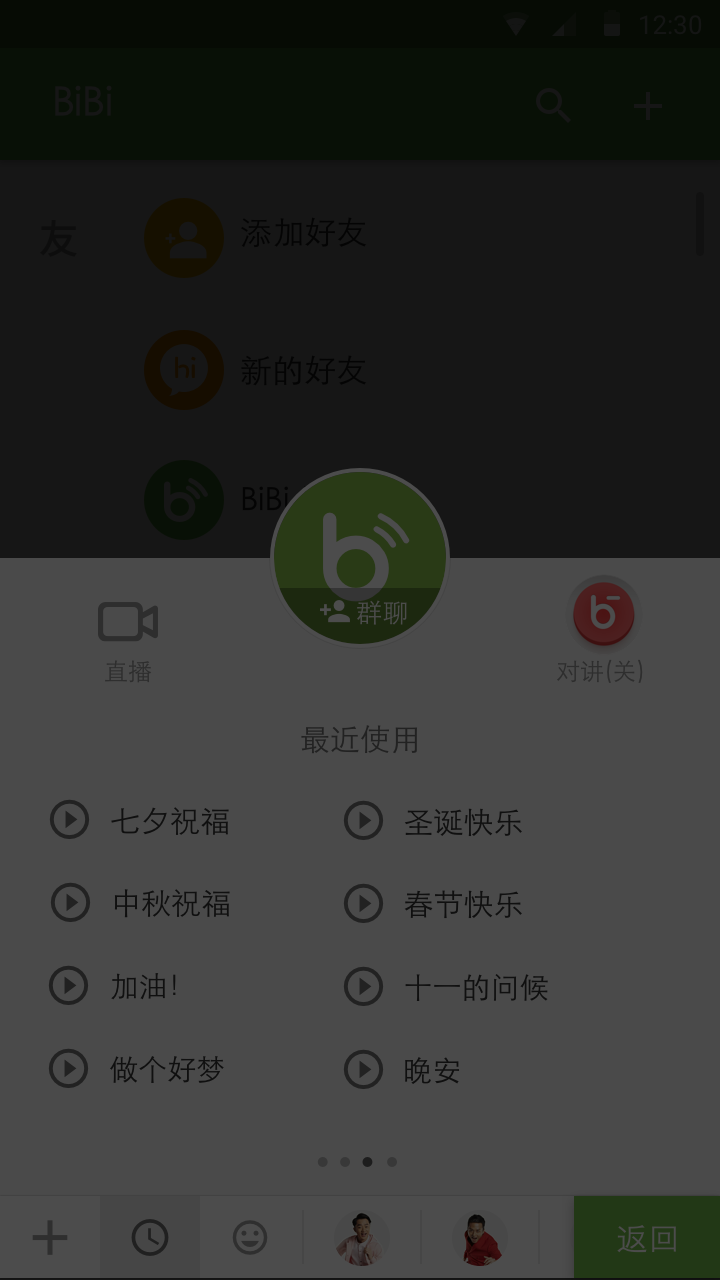 12:30
BiBi
友
添加好友
hi
新的好友
BiBi
群聊
直播
对讲(关)
最近使用
七夕祝福
圣诞快乐
中秋祝福
春节快乐
加油!
十一的问候
做个好梦
晚安
返回